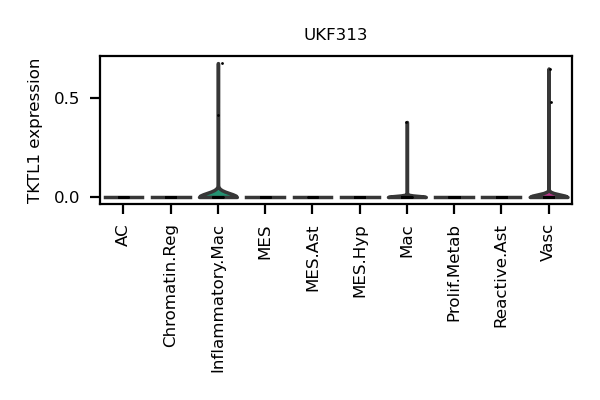 UKF313
TKTL1 expression
0.5
0.0
AC
Chromatin.Reg
Inflammatory.Mac
MES
MES.Ast
MES.Hyp
Mac
Prolif.Metab
Reactive.Ast
Vasc